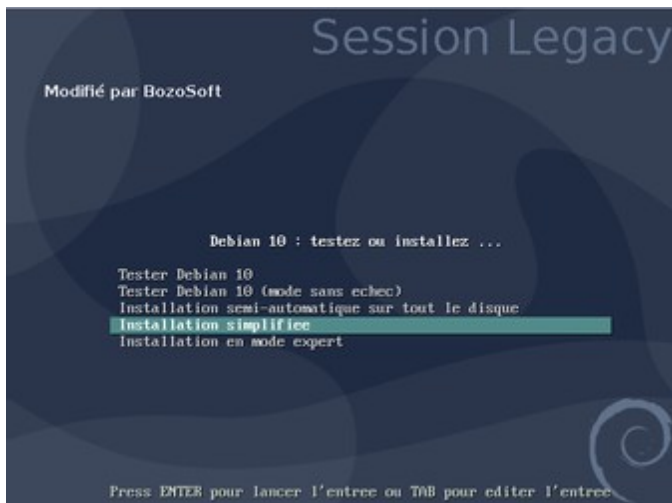 Session Legacy
Modifié par BozoSoft
Debian 10 : testez ou installez ...
Tester Debian 10
Tester Debian 10 (mode sans echec)
Installation semi-automatique sur tout le disque
Installation simplifiee
Installation en mode expert
Press ENTER pour lancer l'entree ou TAB pour editer l'entree